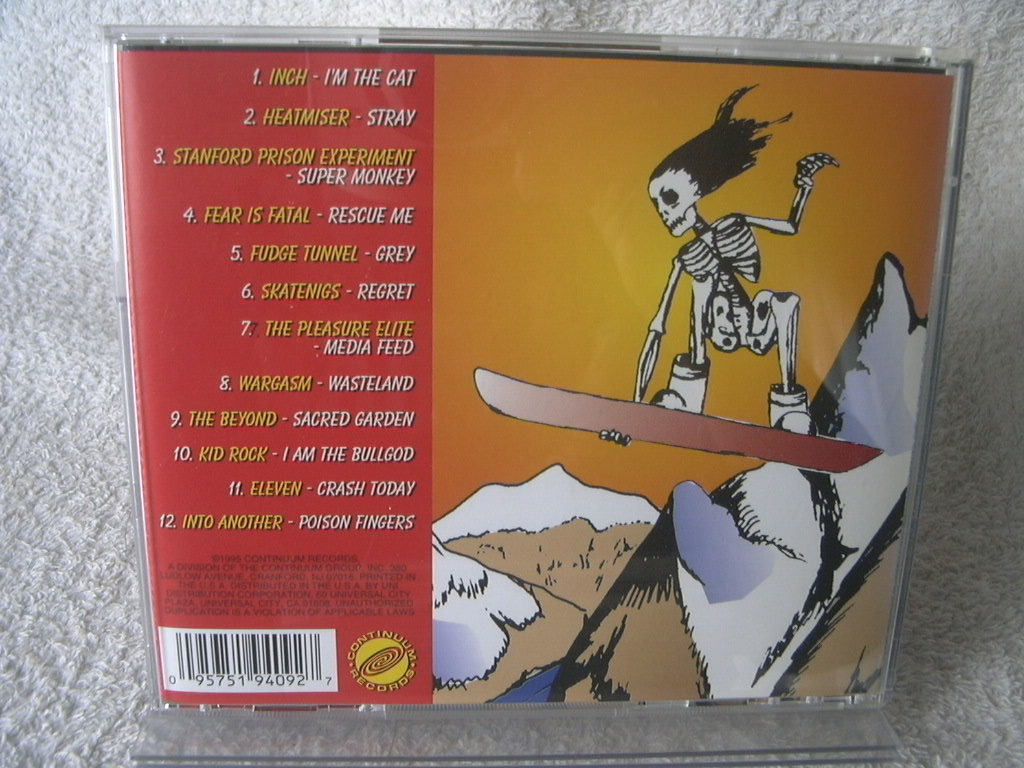 1. INCH - I'M THE CAT
2. HEATMISER - STRAY
3. STANFORD PRISON EXPERIMENT
- SUPER MONKEY
4. FEAR IS FATAL - RESCUE ME
5. FUDGE TUNNEL - GREY
6. SKATENIGS - REGRET
7. THE PLEASURE ELITE
- MEDIA FEED
8. WARGASM - WASTELAND
9. THE BEYOND - SACRED GARDEN
10. KID ROCK - I AM THE BULLGOD
11. ELEVEN - CRASH TODAY
12. INTO ANOTHER - POISON FINGERS
©1995 CONTINUUM RECORDS,
A DIVISION OF THE CONTINUUM GROUP, INC. 380
LUDLOW AVENUE, CRANFORD, NJ 07016. PRINTED IN
THE U.S.A. DISTRIBUTED IN THE U.S.A. BY UNI
DISTRIBUTION CORPORATION, 60 UNIVERSAL CITY
PLAZA, UNIVERSAL CITY, CA 91608. UNAUTHORIZED
DUPLICATION IS A VIOLATION OF APPLICABLE LAWS
0 95751 94092 7
CONTINUUM
RECORDS